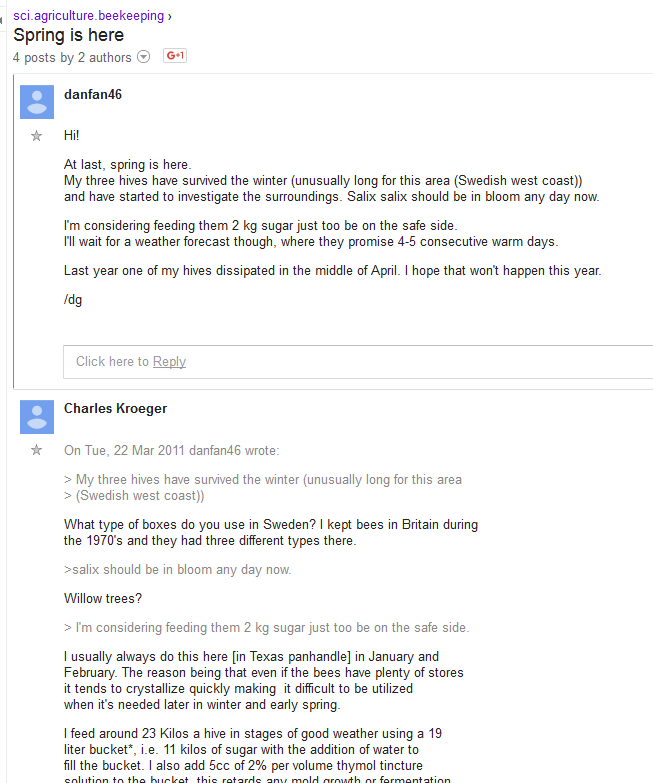 sci.agriculture.beekeeping ›
Spring is here
4 posts by 2 authors
G+1
danfan46
Hi!
At last, spring is here.
My three hives have survived the winter (unusually long for this area (Swedish west coast))
and have started to investigate the surroundings. Salix salix should be in bloom any day now.
I'm considering feeding them 2 kg sugar just too be on the safe side.
I'll wait for a weather forecast though, where they promise 4-5 consecutive warm days.
Last year one of my hives dissipated in the middle of April. I hope that won't happen this year.
/dg
Click here to Reply
Charles Kroeger
On Tue, 22 Mar 2011 danfan46 wrote:
> My three hives have survived the winter (unusually long for this area
> (Swedish west coast))
What type of boxes do you use in Sweden? I kept bees in Britain during
the 1970's and they had three different types there.
>salix should be in bloom any day now.
Willow trees?
> I'm considering feeding them 2 kg sugar just too be on the safe side.
I usually always do this here [in Texas panhandle] in January and
February. The reason being that even if the bees have plenty of stores
it tends to crystallize quickly making  it difficult to be utilized
when it's needed later in winter and early spring.
I feed around 23 Kilos a hive in stages of good weather using a 19
liter bucket*, i.e. 11 kilos of sugar with the addition of water to
fill the bucket. I also add 5cc of 2% per volume thymol tincture
solution to the bucket, this retards any mold growth or fermentation